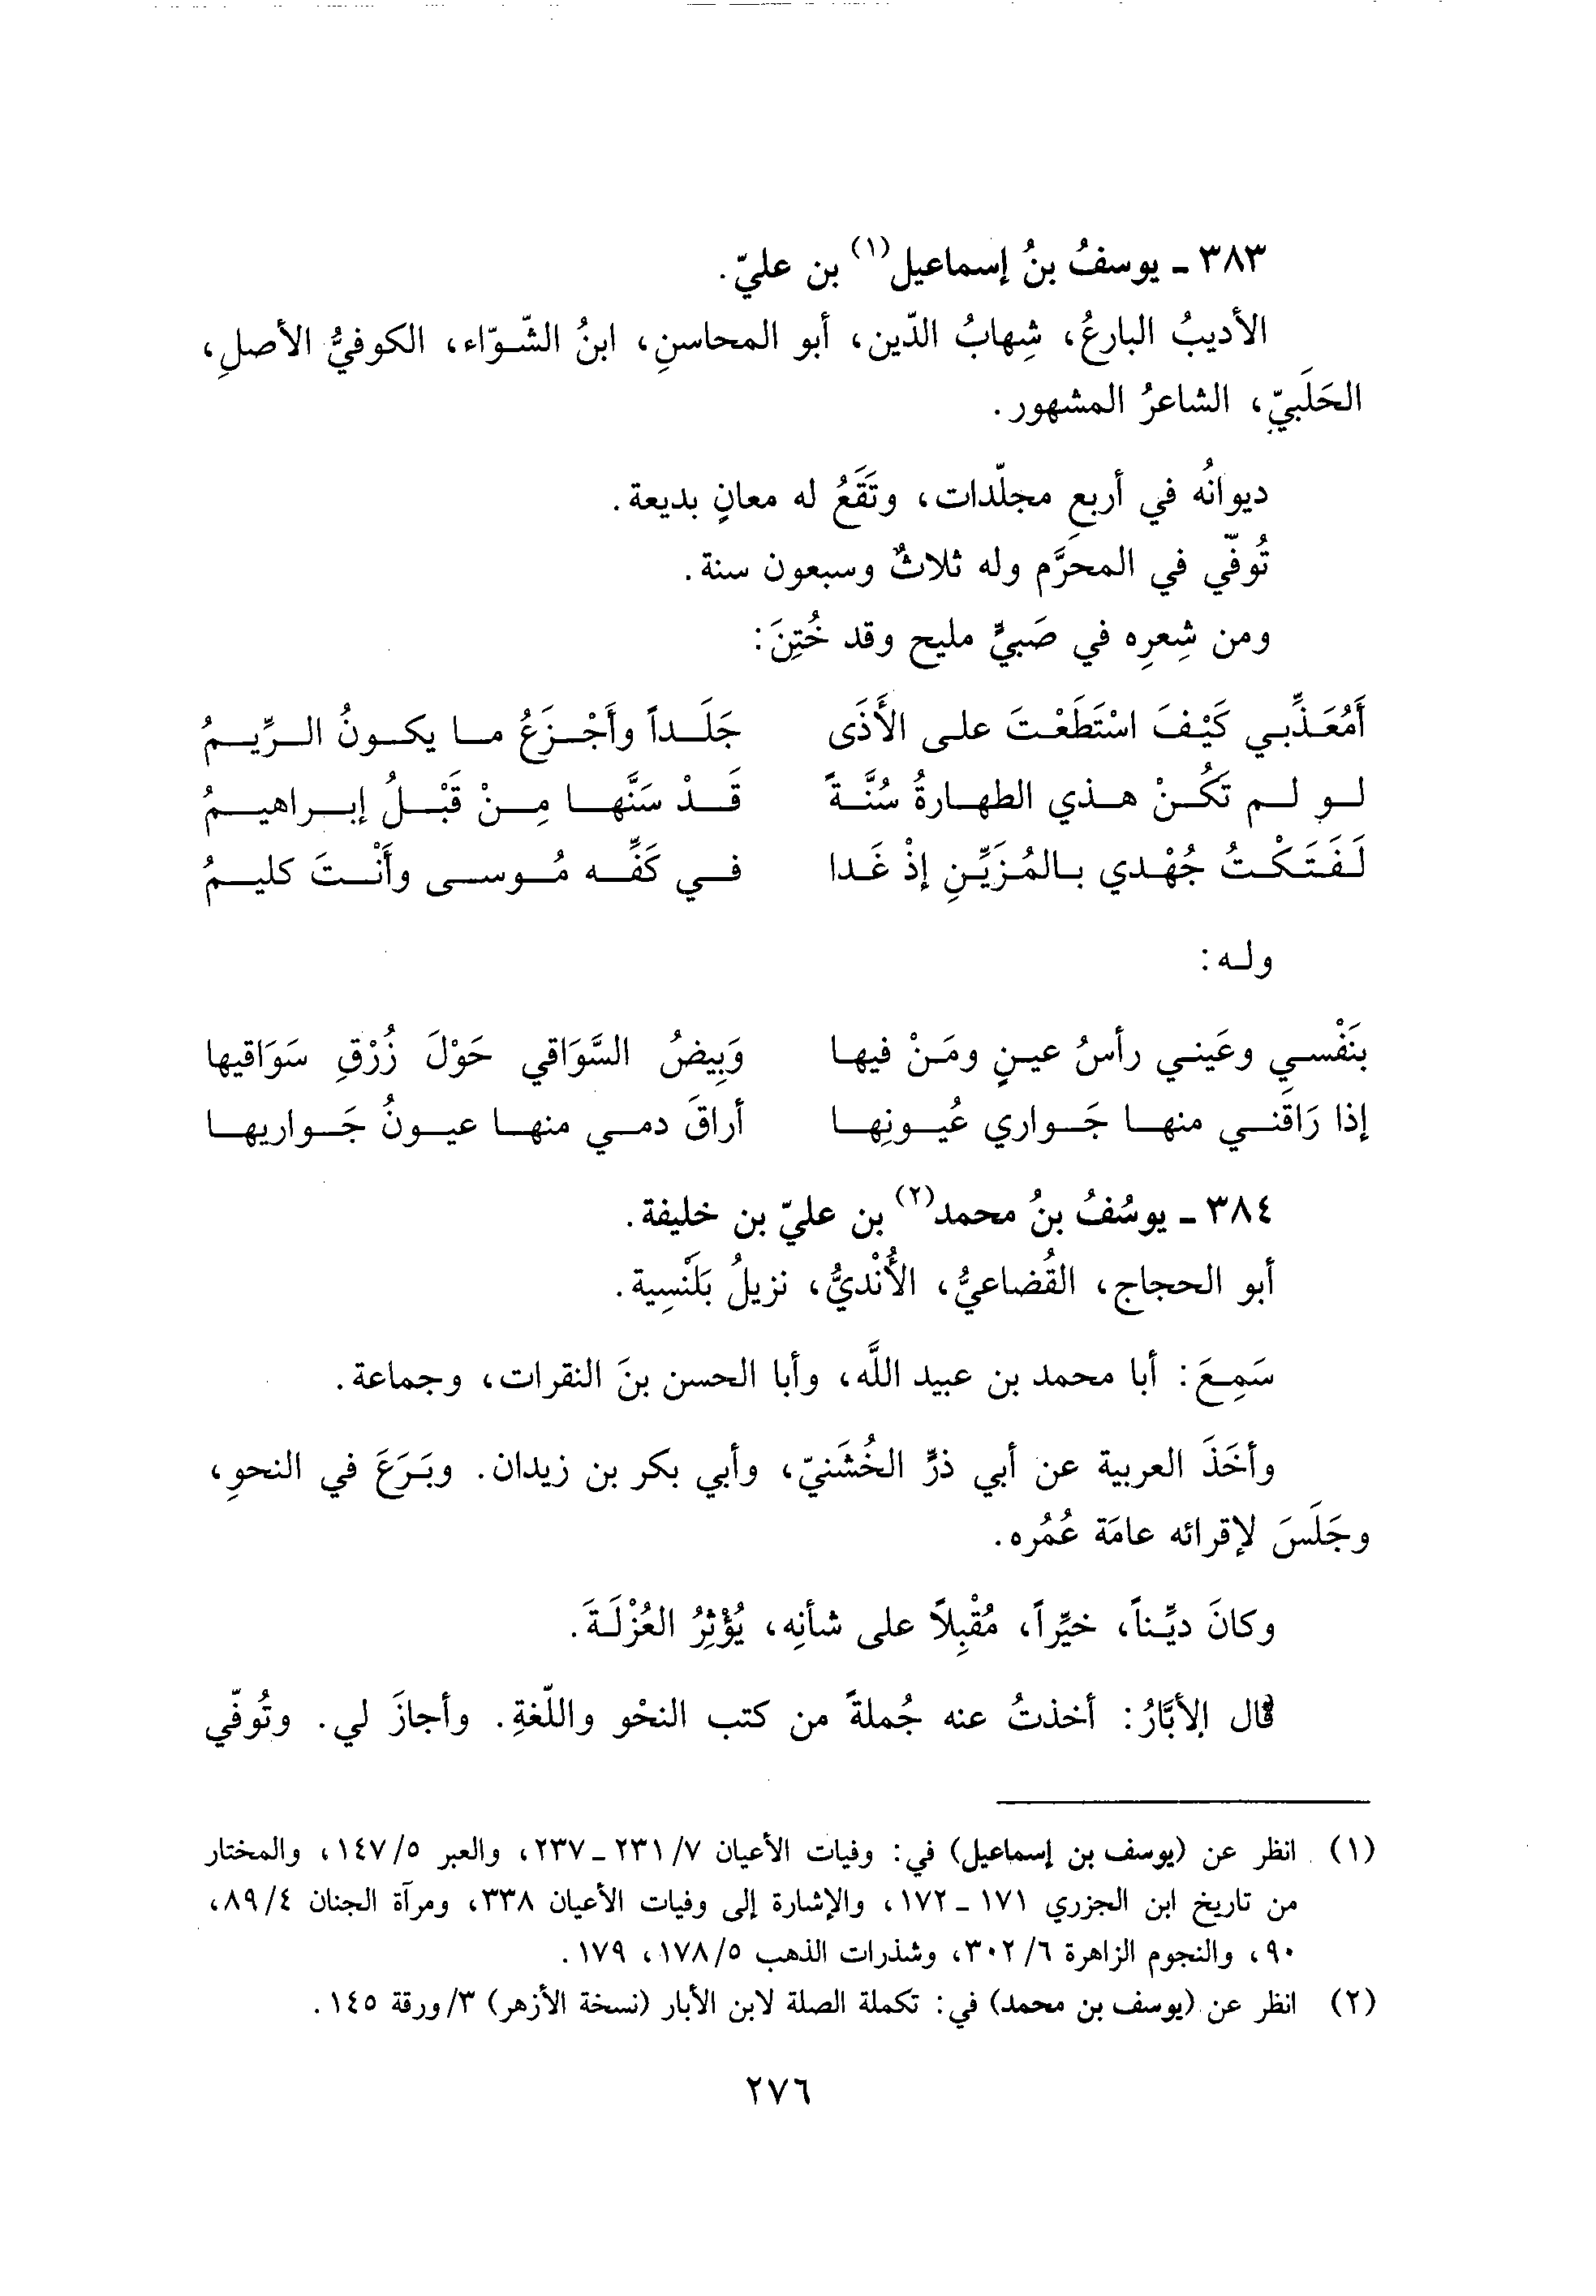 ٣٨٣ ـ يوسفُ بنُ إسماعيل(١) بن عليّ.
الأديبُ البارعُ، شِهابُ الدّين، أبو المحاسنِ، ابنُ الشّوّاء، الكوفيُّ الأصلِ،
الحَلَبيّ، الشاعرُ المشهور.
ديوانُه في أربعِ مجلّدات، وتَقَعُ له معانٍ بديعة.
تُوفّي في المحرَّم وله ثلاثٌ وسبعون سنة.
ومن شِعرِه في صَبيٍّ مليح وقد خُتِنَ:
أَمُعَذِّبي كَيْفَ اسْتَطَعْتَ على الأَذَى جَلَداً وأَجْزَعُ ما يكونُ الرِّيمُ
لو لم تَكُنْ هذي الطهارةُ سُنَّةً قَدْ سَنَّها مِنْ قَبْلُ إبراهيمُ
لَفَتَكْتُ جُهْدي بالمُزَيِّنِ إذْ غَدا في كَفِّه مُوسى وأَنْتَ كليمُ
وله:
بنَفْسي وعَيني رأسُ عينٍ ومَنْ فيها وَبِيضُ السَّوَاقي حَوْلَ زُرْقِ سَوَاقيها
إذا رَاقَني منها جَواري عُيونِها أراقَ دمي منها عيونُ جَواريها
٣٨٤ ـ يوسُفُ بنُ محمد(٢) بن عليّ بن خليفة.
أبو الحجاج، القُضاعيُّ، الأُنْديُّ، نزيلُ بَلَنْسِية.
سَمِعَ: أبا محمد بن عبيد اللَّه، وأبا الحسن بنَ النقرات، وجماعة.
وأخَذَ العربية عن أبي ذرٍّ الخُشَنيّ، وأبي بكر بن زيدان. وبَرَعَ في النحوِ،
وجَلَسَ لإقرائه عامَة عُمُره.
وكانَ ديِّناً، خيِّراً، مُقْبِلاً على شأنِه، يُؤْثِرُ العُزْلَةَ.
قال الأبَّارُ: أخذتُ عنه جُملةً من كتب النحْو واللّغةِ. وأجازَ لي. وتُوفّي
(١) انظر عن (يوسف بن إسماعيل) في: وفيات الأعيان ٧/ ٢٣١ ـ ٢٣٧، والعبر ٥/ ١٤٧، والمختار
من تاريخ ابن الجزري ١٧١ ـ ١٧٢، والإشارة إلى وفيات الأعيان ٣٣٨، ومرآة الجنان ٤/ ٨٩،
٩٠، والنجوم الزاهرة ٦/ ٣٠٢، وشذرات الذهب ٥/ ١٧٨، ١٧٩.
(٢) انظر عن (يوسف بن محمد) في: تكملة الصلة لابن الأبار (نسخة الأزهر) ٣/ ورقة ١٤٥.
٢٧٦